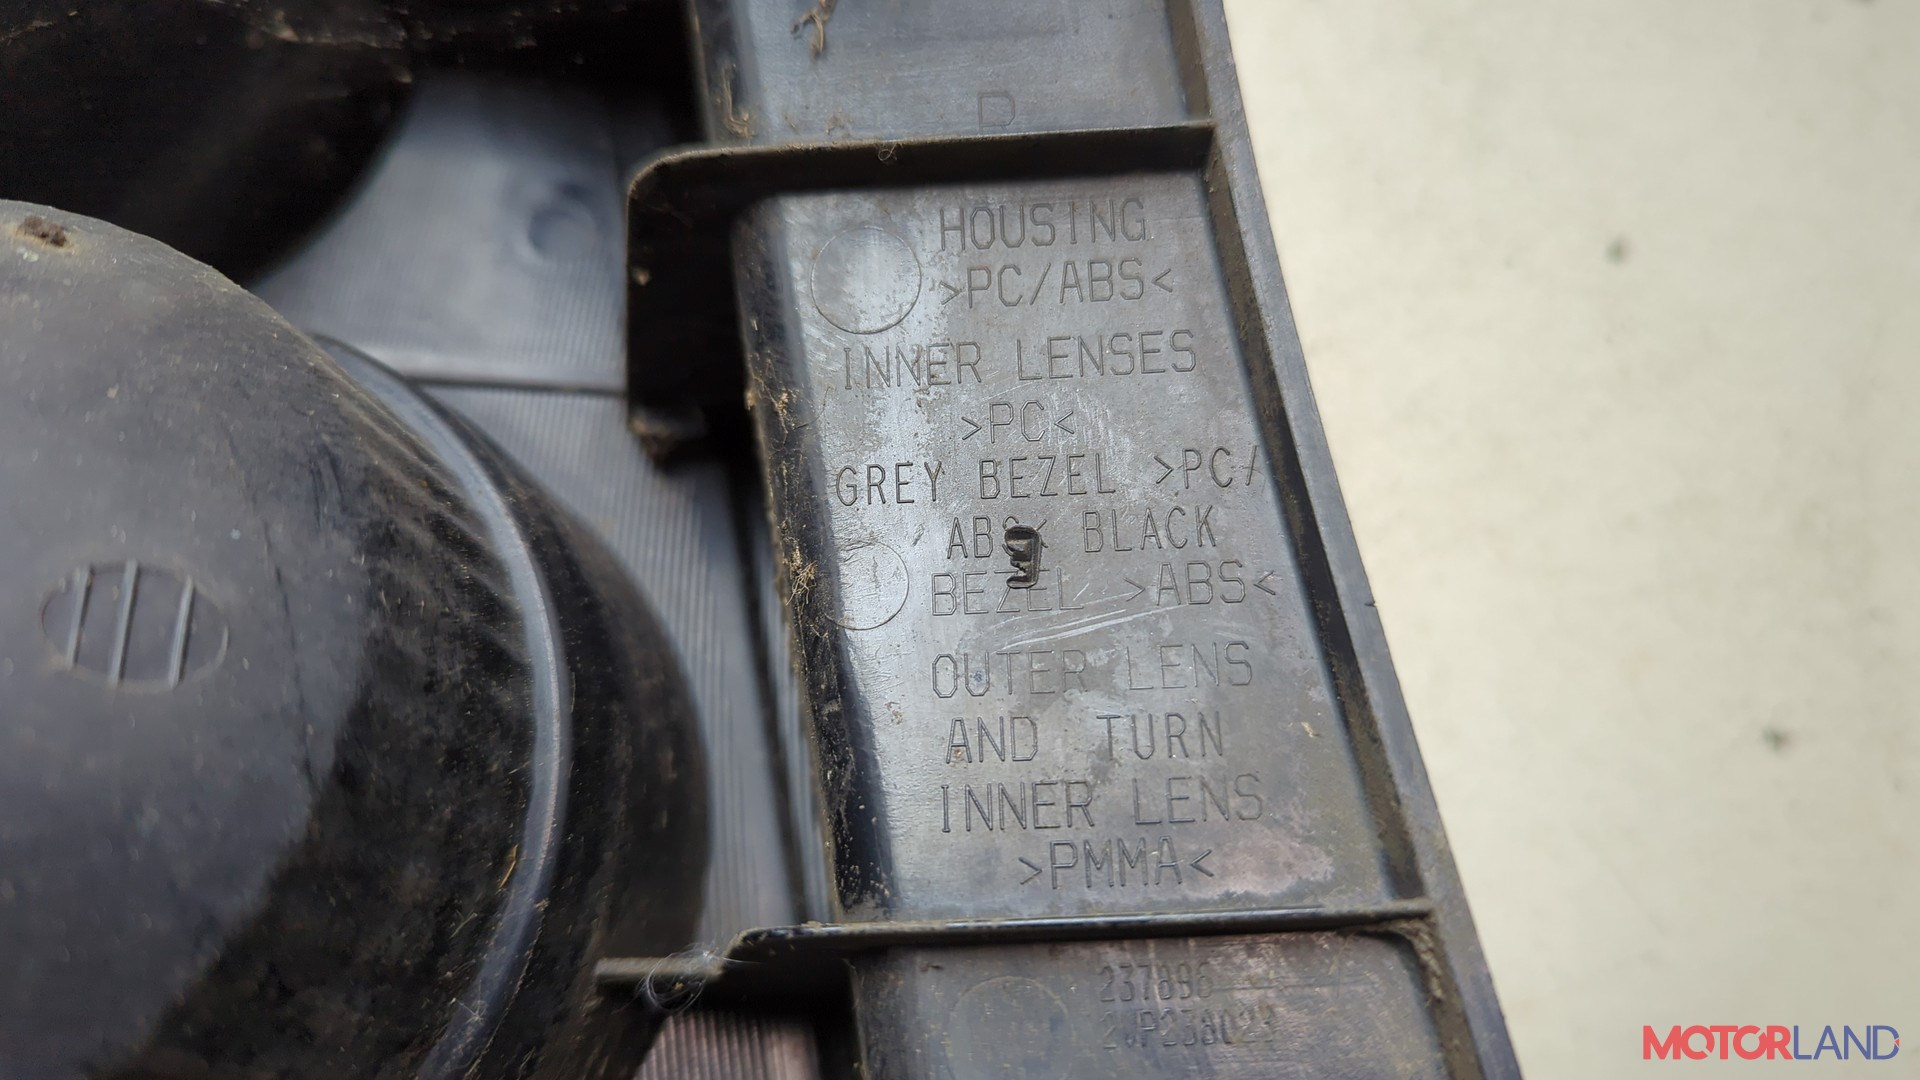 HOUSING
>PC/ABS<
INNER LENSES
>PC<
GREY BEZEL >PC/
ABS< BLACK
BEZEL >ABS<
OUTER LENS
AND TURN
INNER LENS
>PMMA<
237896
MOTORLAND